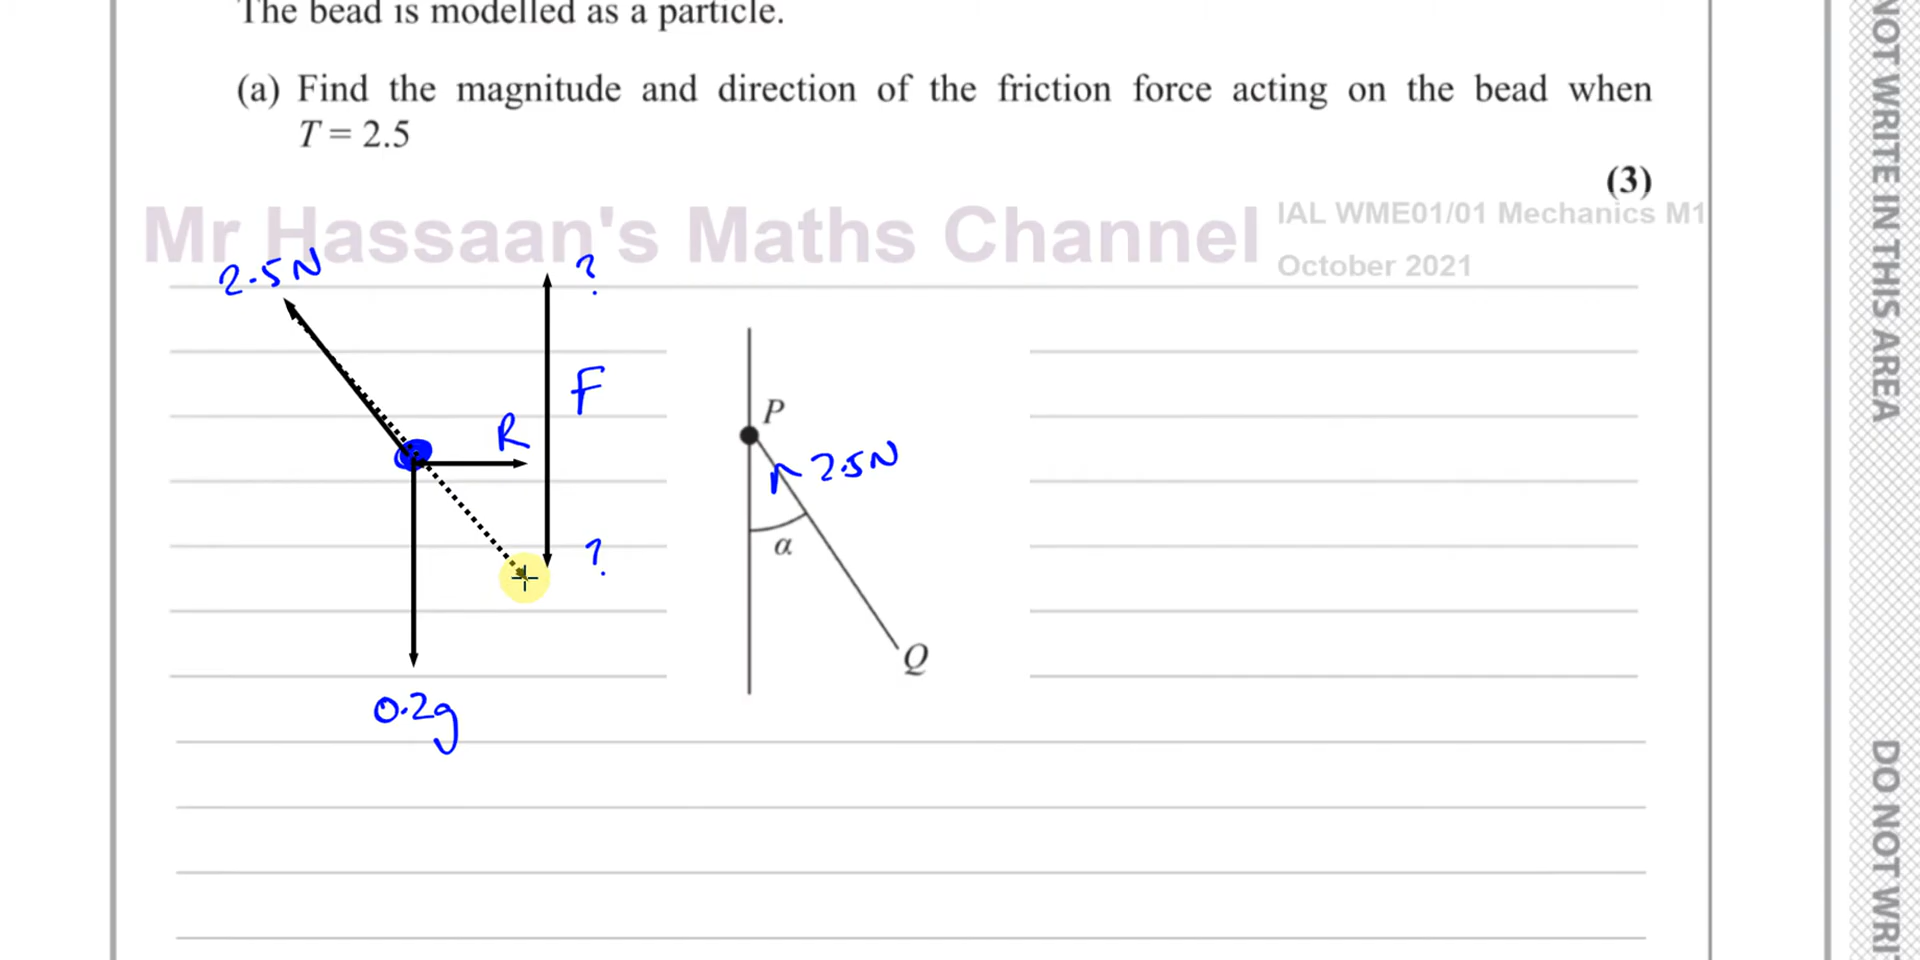 The bead is modelled as a particle.
(a) Find the magnitude and direction of the friction force acting on the bead when
T = 2.5
(3)
Mr Hassaan's Maths Channel
IAL WME01/01 Mechanics M1
October 2021
2.5N
?
F
R
P
2.5N
α
?
Q
0.2g
NOT WRITE IN THIS AREA
DO NOT WRI